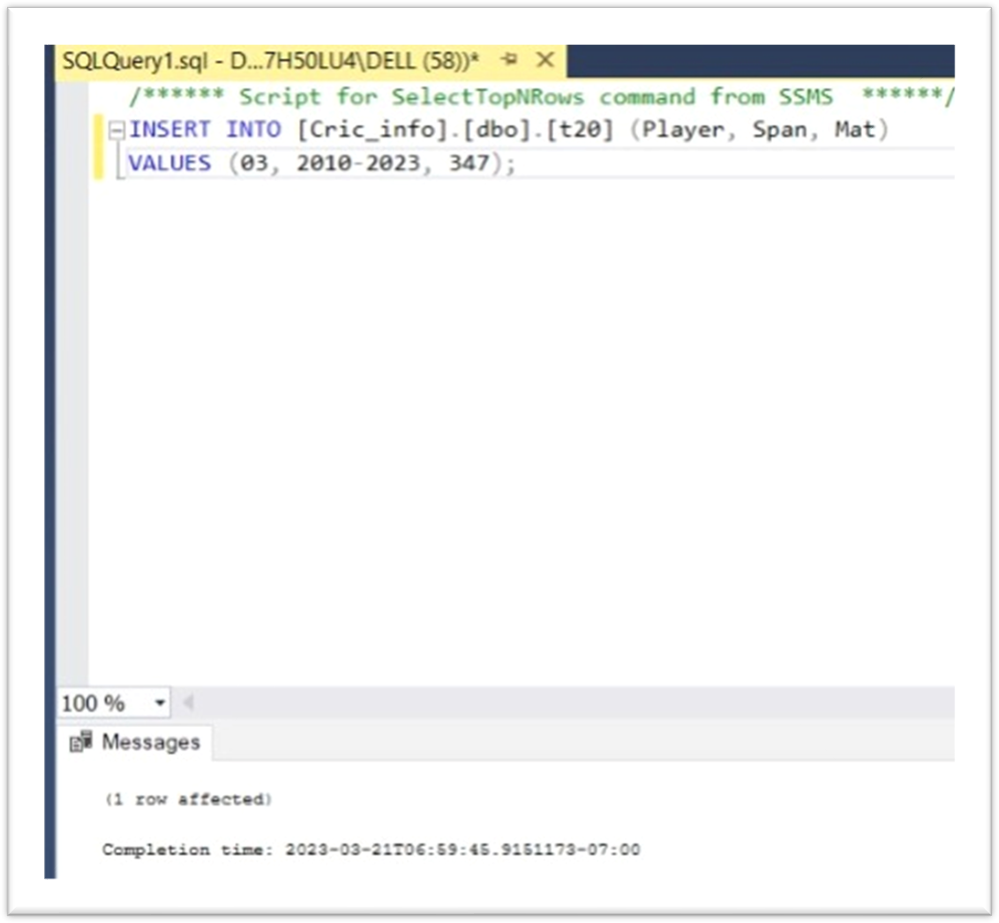 SQLQuery1.sql - D...7H50LU4\DELL (58))*
/****** Script for SelectTopNRows command from SSMS  ******/
INSERT INTO [Cric_info].[dbo].[t20] (Player, Span, Mat)
VALUES (03, 2010-2023, 347);
100 %
Messages
(1 row affected)
Completion time: 2023-03-21T06:59:45.9151173-07:00